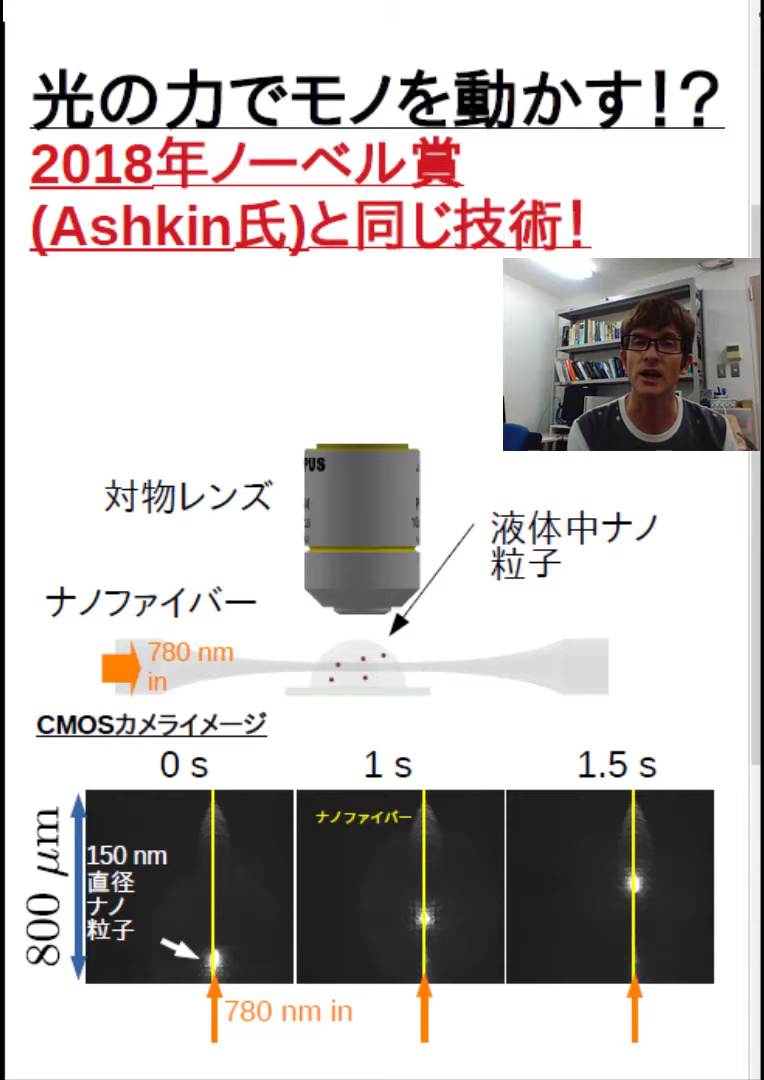 光の力でモノを動かす!?
2018年ノーベル賞
(Ashkin氏)と同じ技術!
PUS
対物レンズ
液体中ナノ
粒子
ナノファイバー
780 nm
in
CMOSカメライメージ
0 s
1 s
1.5 s
800 μm
ナノファイバー
150 nm
直径
ナノ
粒子
780 nm in